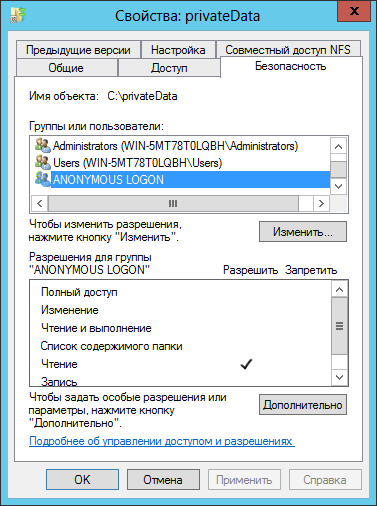 Свойства: privateData
Предыдущие версии Настройка Совместный доступ NFS
Общие Доступ Безопасность
Имя объекта: C:\privateData
Группы или пользователи:
Administrators (WIN-5MT78T0LQBH\Administrators)
Users (WIN-5MT78T0LQBH\Users)
ANONYMOUS LOGON
Чтобы изменить разрешения,
нажмите кнопку "Изменить".
Изменить...
Разрешения для группы
"ANONYMOUS LOGON" Разрешить Запретить
Полный доступ
Изменение
Чтение и выполнение
Список содержимого папки
Чтение
Запись
Чтобы задать особые разрешения или
параметры, нажмите кнопку
"Дополнительно".
Дополнительно
Подробнее об управлении доступом и разрешениях
OK Отмена Применить Справка